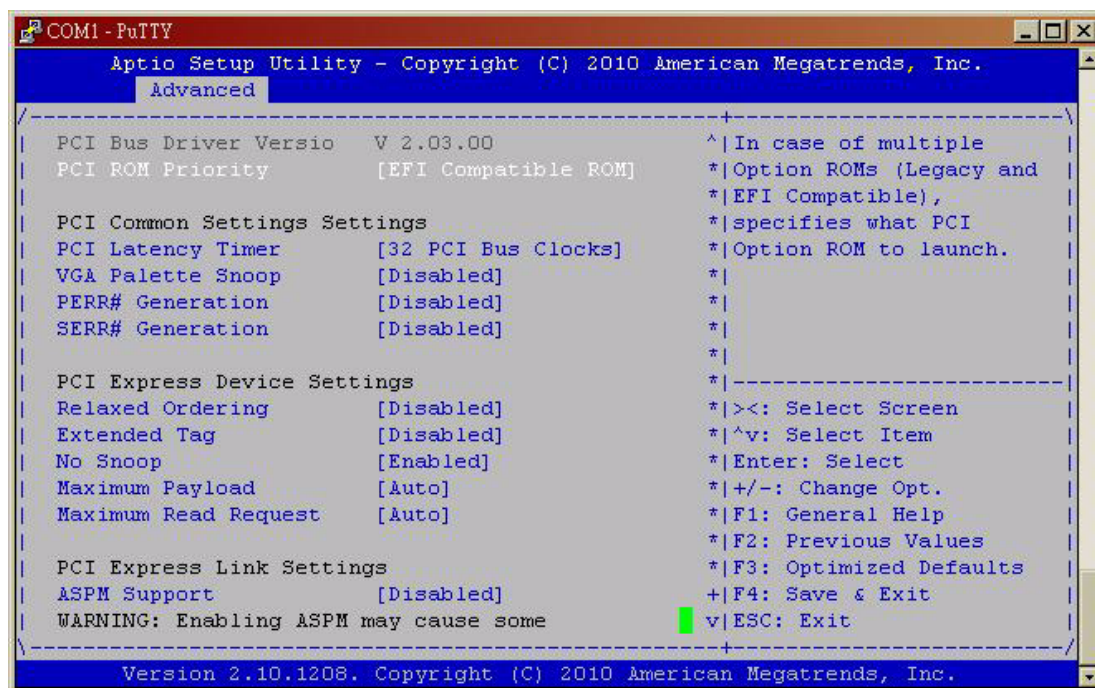 COM1 - PuTTY
Aptio Setup Utility - Copyright (C) 2010 American Megatrends, Inc.
Advanced
/----------------------------------------------------+------------------------\
| PCI Bus Driver Versio V 2.03.00 ^|In case of multiple |
| PCI ROM Priority [EFI Compatible ROM] *|Option ROMs (Legacy and |
| *|EFI Compatible), |
| PCI Common Settings Settings *|specifies what PCI |
| PCI Latency Timer [32 PCI Bus Clocks] *|Option ROM to launch. |
| VGA Palette Snoop [Disabled] *| |
| PERR# Generation [Disabled] *| |
| SERR# Generation [Disabled] *| |
| *| |
| PCI Express Device Settings *|------------------------|
| Relaxed Ordering [Disabled] *|><: Select Screen |
| Extended Tag [Disabled] *|^v: Select Item |
| No Snoop [Enabled] *|Enter: Select |
| Maximum Payload [Auto] *|+/-: Change Opt. |
| Maximum Read Request [Auto] *|F1: General Help |
| *|F2: Previous Values |
| PCI Express Link Settings *|F3: Optimized Defaults |
| ASPM Support [Disabled] +|F4: Save & Exit |
| WARNING: Enabling ASPM may cause some v|ESC: Exit |
\----------------------------------------------------+------------------------/
Version 2.10.1208. Copyright (C) 2010 American Megatrends, Inc.